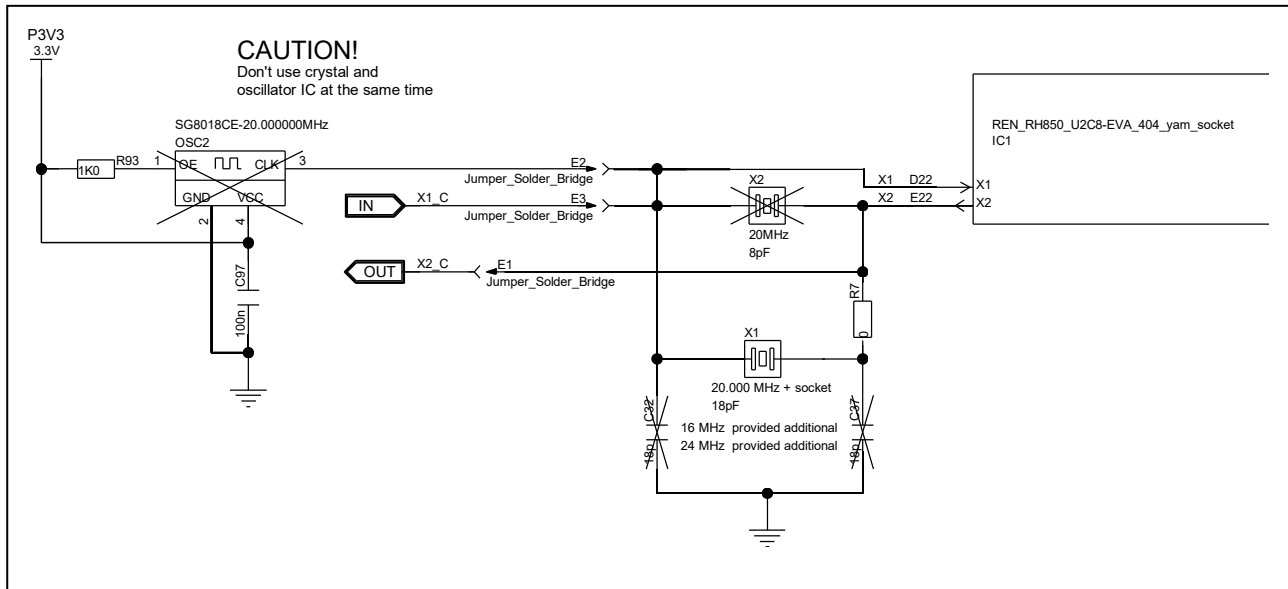 P3V3
3.3V
CAUTION!
Don't use crystal and
oscillator IC at the same time
SG8018CE-20.000000MHz
OSC2
1K0
R93
1
OE
CLK
3
GND
VCC
2
4
C97
100n
E2
Jumper_Solder_Bridge
IN
X1_C
E3
Jumper_Solder_Bridge
OUT
X2_C
E1
Jumper_Solder_Bridge
X2
20MHz
8pF
REN_RH850_U2C8-EVA_404_yam_socket
IC1
X1
D22
X1
X2
E22
X2
R7
0
X1
20.000 MHz + socket
18pF
16 MHz  provided additional
24 MHz  provided additional
C32
18p
C37
18p